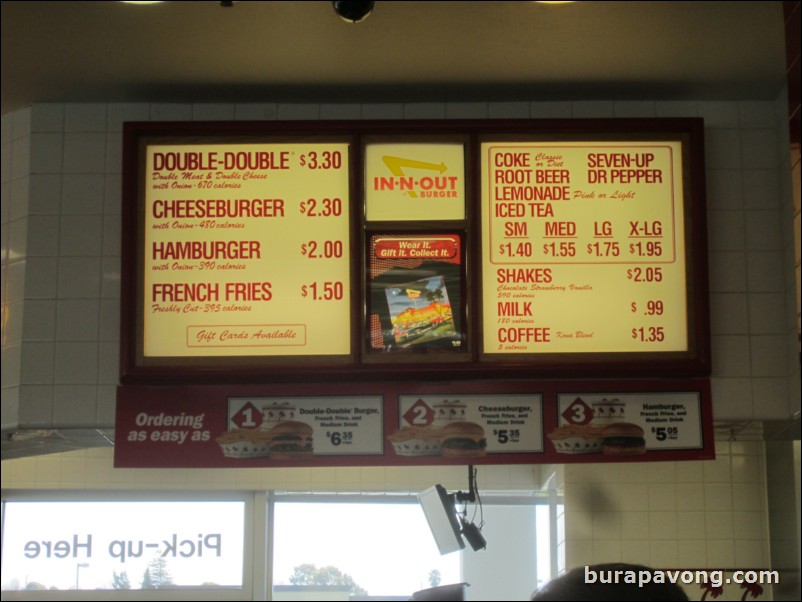 DOUBLE-DOUBLE® $3.30
Double Meat & Double Cheese
with Onion-670 calories
CHEESEBURGER $2.30
with Onion-480 calories
HAMBURGER $2.00
with Onion-390 calories
FRENCH FRIES $1.50
Freshly Cut-395 calories
Gift Cards Available
IN-N-OUT
BURGER
Wear It.
Gift It. Collect It.
COKE Classic or Diet SEVEN-UP
ROOT BEER DR PEPPER
LEMONADE Pink or Light
ICED TEA
SM MED LG X-LG
$1.40 $1.55 $1.75 $1.95
SHAKES $2.05
Chocolate Strawberry Vanilla
590 calories
MILK $ .99
180 calories
COFFEE Kona Blend $1.35
5 calories
Ordering
as easy as
1 Double-Double® Burger,
French Fries, and
Medium Drink
$6.35
2 Cheeseburger,
French Fries, and
Medium Drink
$5.35
3 Hamburger,
French Fries, and
Medium Drink
$5.05
Pick-up Here
burapavong.com